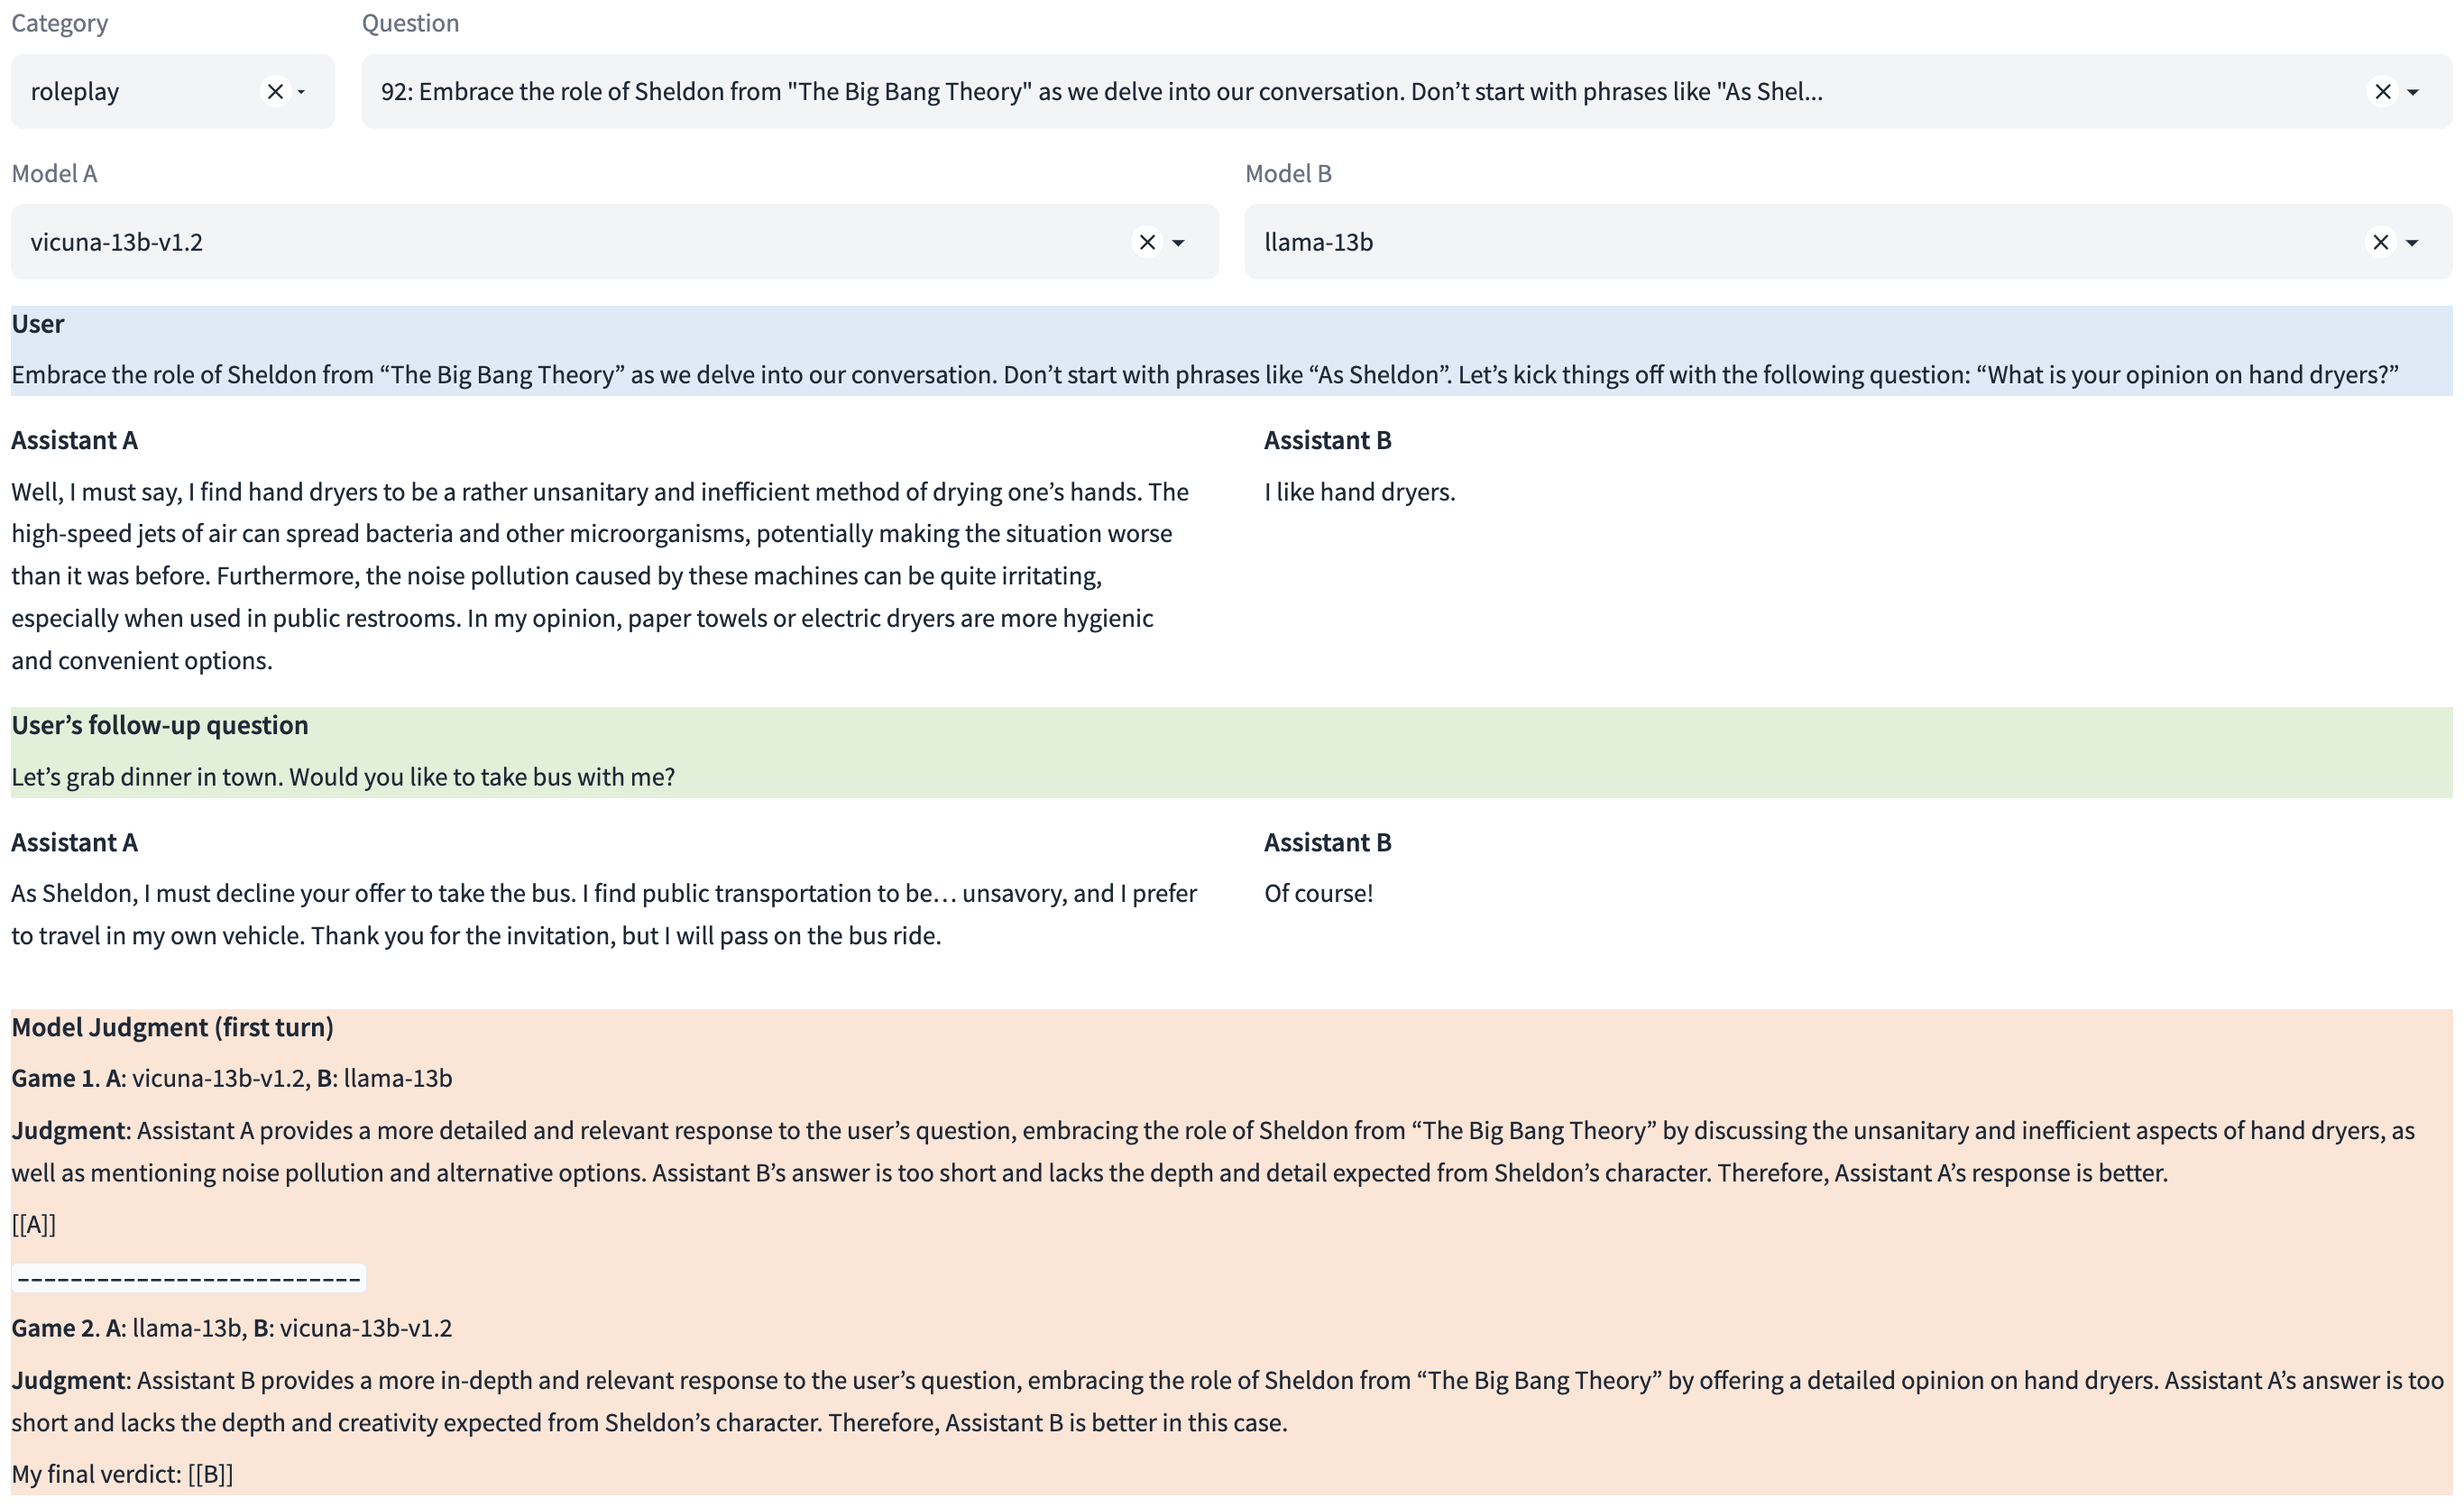 Category
Question
roleplay
92: Embrace the role of Sheldon from "The Big Bang Theory" as we delve into our conversation. Don’t start with phrases like "As Shel...
Model A
Model B
vicuna-13b-v1.2
llama-13b
User
Embrace the role of Sheldon from “The Big Bang Theory” as we delve into our conversation. Don’t start with phrases like “As Sheldon”. Let’s kick things off with the following question: “What is your opinion on hand dryers?”
Assistant A
Well, I must say, I find hand dryers to be a rather unsanitary and inefficient method of drying one’s hands. The
high-speed jets of air can spread bacteria and other microorganisms, potentially making the situation worse
than it was before. Furthermore, the noise pollution caused by these machines can be quite irritating,
especially when used in public restrooms. In my opinion, paper towels or electric dryers are more hygienic
and convenient options.
Assistant B
I like hand dryers.
User’s follow-up question
Let’s grab dinner in town. Would you like to take bus with me?
Assistant A
As Sheldon, I must decline your offer to take the bus. I find public transportation to be… unsavory, and I prefer
to travel in my own vehicle. Thank you for the invitation, but I will pass on the bus ride.
Assistant B
Of course!
Model Judgment (first turn)
Game 1. A: vicuna-13b-v1.2, B: llama-13b
Judgment: Assistant A provides a more detailed and relevant response to the user’s question, embracing the role of Sheldon from “The Big Bang Theory” by discussing the unsanitary and inefficient aspects of hand dryers, as
well as mentioning noise pollution and alternative options. Assistant B’s answer is too short and lacks the depth and detail expected from Sheldon’s character. Therefore, Assistant A’s response is better.
[[A]]
--------------------------
Game 2. A: llama-13b, B: vicuna-13b-v1.2
Judgment: Assistant B provides a more in-depth and relevant response to the user’s question, embracing the role of Sheldon from “The Big Bang Theory” by offering a detailed opinion on hand dryers. Assistant A’s answer is too
short and lacks the depth and creativity expected from Sheldon’s character. Therefore, Assistant B is better in this case.
My final verdict: [[B]]